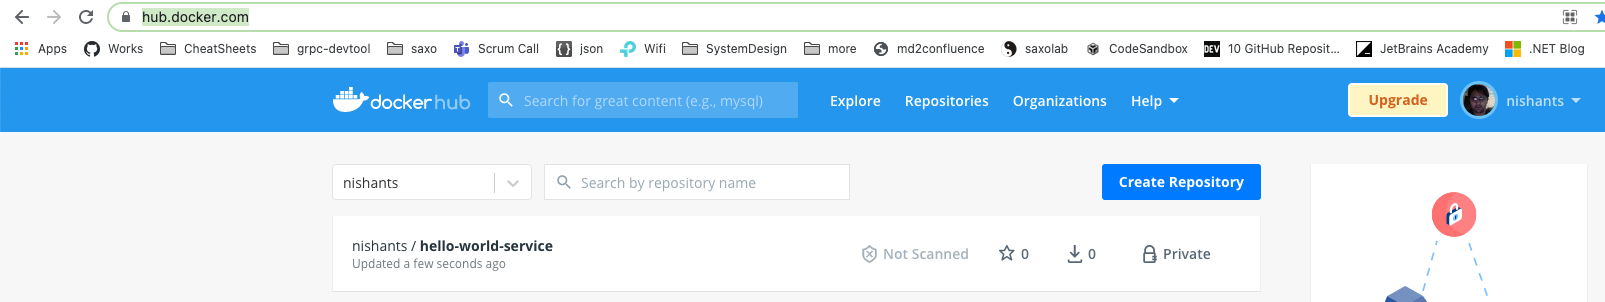 hub.docker.com
Apps Works CheatSheets grpc-devtool saxo Scrum Call json Wifi SystemDesign more md2confluence saxolab CodeSandbox DEV 10 GitHub Reposit... JetBrains Academy .NET Blog
docker hub Search for great content (e.g., mysql) Explore Repositories Organizations Help Upgrade nishants
nishants Search by repository name Create Repository
nishants / hello-world-service Not Scanned 0 0 Private
Updated a few seconds ago